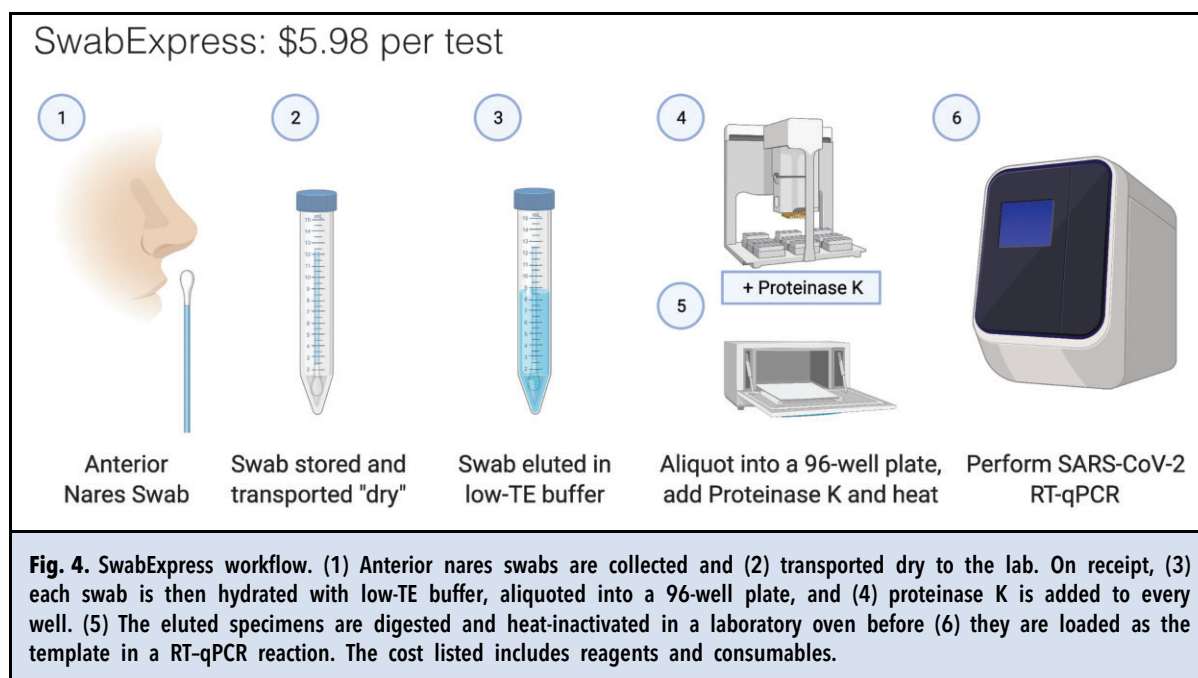 SwabExpress: $5.98 per test
1
2
3
4
6
+ Proteinase K
5
Anterior
Nares Swab
Swab stored and
transported "dry"
Swab eluted in
low-TE buffer
Aliquot into a 96-well plate,
add Proteinase K and heat
Perform SARS-CoV-2
RT-qPCR
Fig. 4. SwabExpress workflow. (1) Anterior nares swabs are collected and (2) transported dry to the lab. On receipt, (3)
each swab is then hydrated with low-TE buffer, aliquoted into a 96-well plate, and (4) proteinase K is added to every
well. (5) The eluted specimens are digested and heat-inactivated in a laboratory oven before (6) they are loaded as the
template in a RT–qPCR reaction. The cost listed includes reagents and consumables.